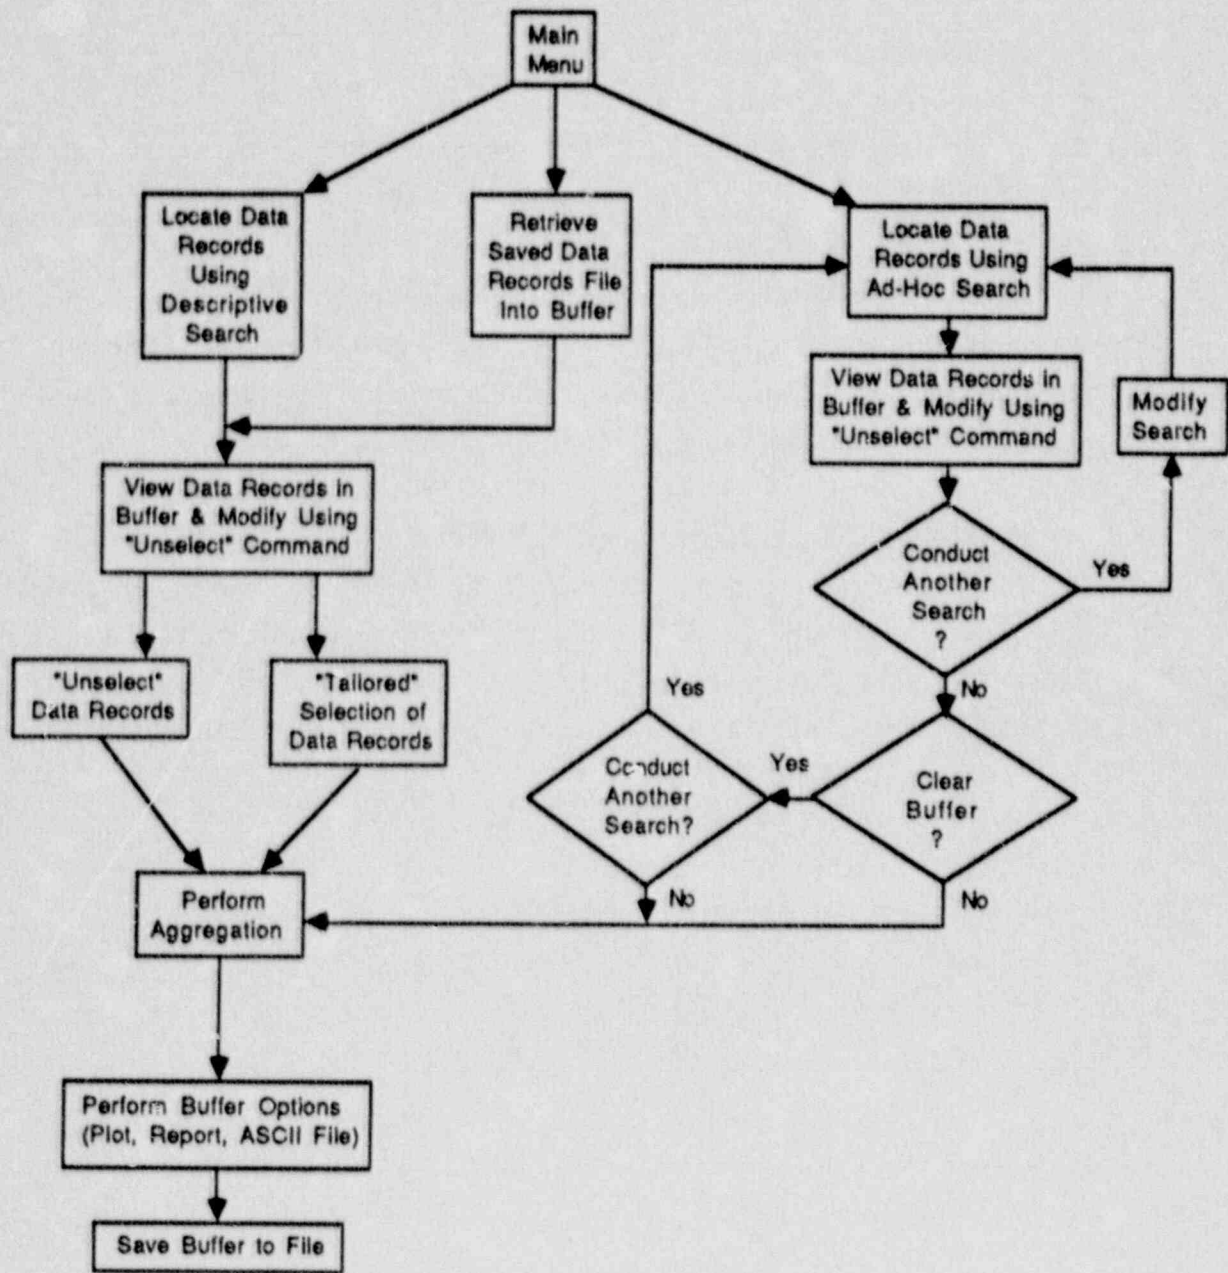 Main
Menu
Locate Data
Records
Using
Descriptive
Search
Retrieve
Saved Data
Records File
Into Buffer
Locate Data
Records Using
Ad-Hoc Search
View Data Records in
Buffer & Modify Using
"Unselect" Command
Modify
Search
View Data Records in
Buffer & Modify Using
"Unselect" Command
Conduct
Another
Search
?
Yes
No
"Unselect"
Data Records
"Tailored"
Selection of
Data Records
Yes
Conduct
Another
Search?
Yes
Clear
Buffer
?
No
No
Perform
Aggregation
Perform Buffer Options
(Plot, Report, ASCII File)
Save Buffer to File